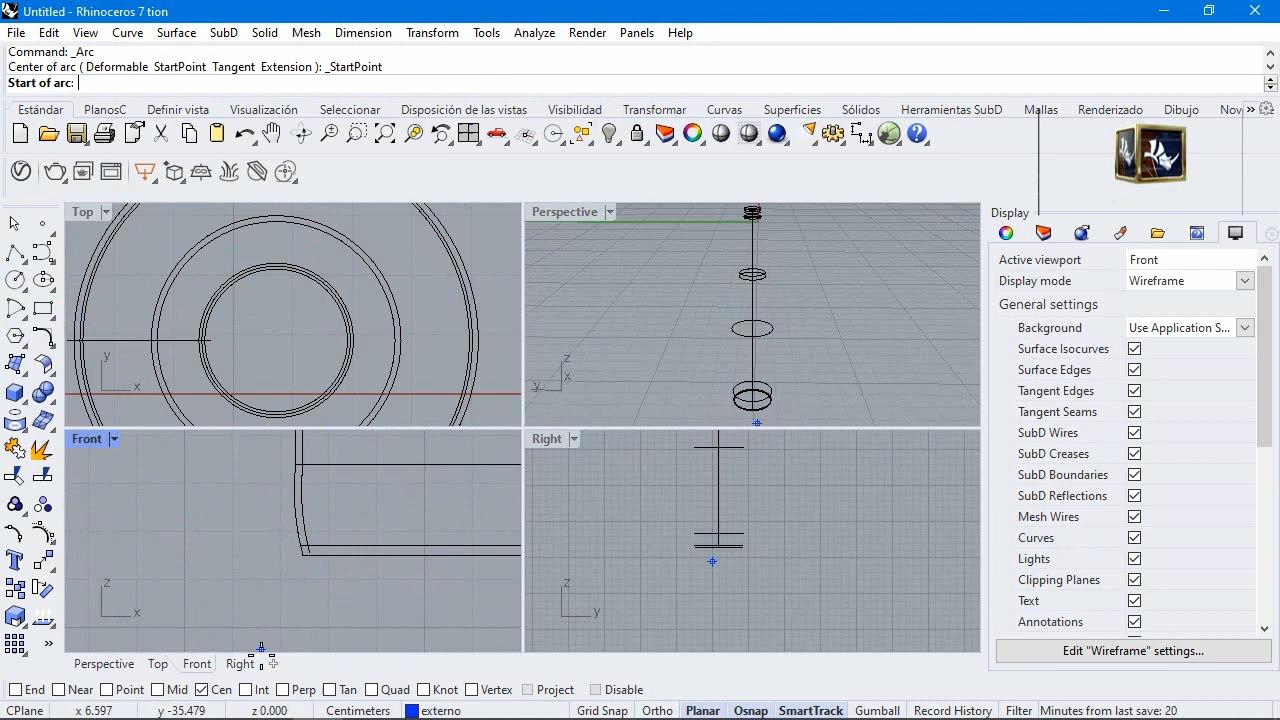 Untitled - Rhinoceros 7 tion
File Edit View Curve Surface SubD Solid Mesh Dimension Transform Tools Analyze Render Panels Help
Command: _Arc
Center of arc ( Deformable StartPoint Tangent Extension ): _StartPoint
Start of arc:
Estándar PlanosC Definir vista Visualización Seleccionar Disposición de las vistas Visibilidad Transformar Curvas Superficies Sólidos Herramientas SubD Mallas Renderizado Dibujo Nov »
Top
Perspective
Display
Active viewport Front
Display mode Wireframe
General settings
Background Use Application S...
Surface Isocurves
Surface Edges
Tangent Edges
Tangent Seams
SubD Wires
SubD Creases
SubD Boundaries
SubD Reflections
Mesh Wires
Curves
Lights
Clipping Planes
Text
Annotations
Edit "Wireframe" settings...
y
x
z
x
y
Front
Right
z
x
z
y
»
Perspective Top Front Right
End Near Point Mid Cen Int Perp Tan Quad Knot Vertex Project Disable
CPlane x 6.597 y -35.479 z 0.000 Centimeters externo Grid Snap Ortho Planar Osnap SmartTrack Gumball Record History Filter Minutes from last save: 20